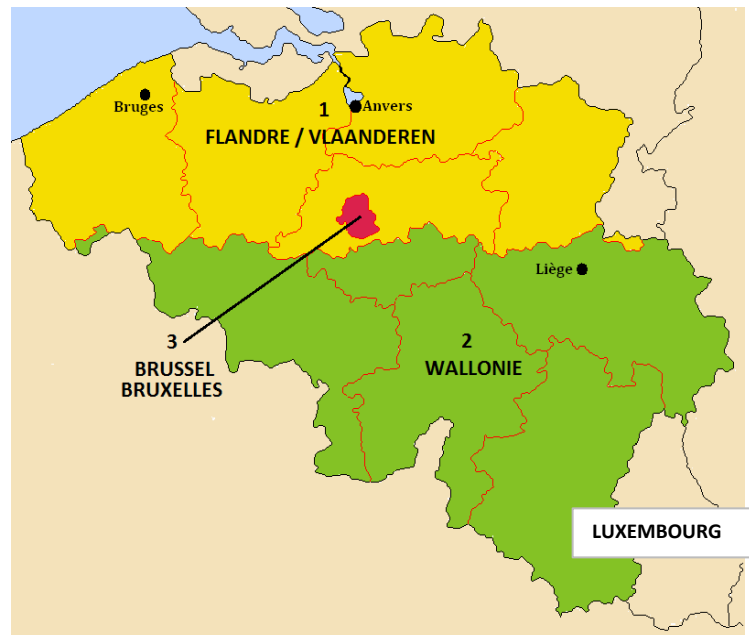 Bruges
Anvers
1
FLANDRE / VLAANDEREN
Liège
3
BRUSSEL
BRUXELLES
2
WALLONIE
LUXEMBOURG